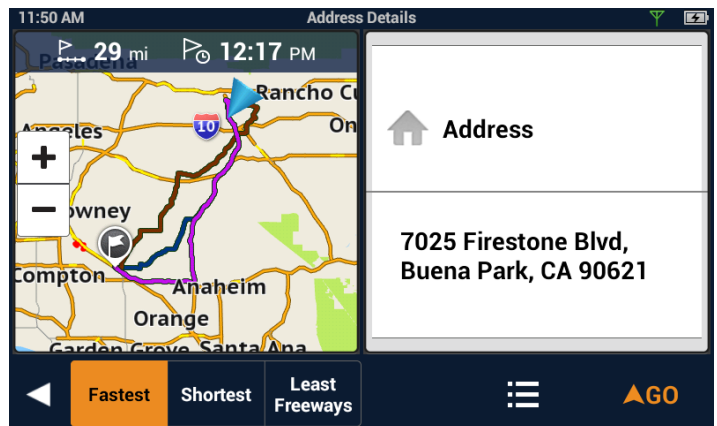 11:50 AM
Address Details
29 mi
12:17 PM
Pasadena
Rancho Cu
Angeles
10
On
+
−
owney
Compton
Anaheim
Orange
Garden Grove
Santa Ana
Address
7025 Firestone Blvd,
Buena Park, CA 90621
Fastest
Shortest
Least
Freeways
GO